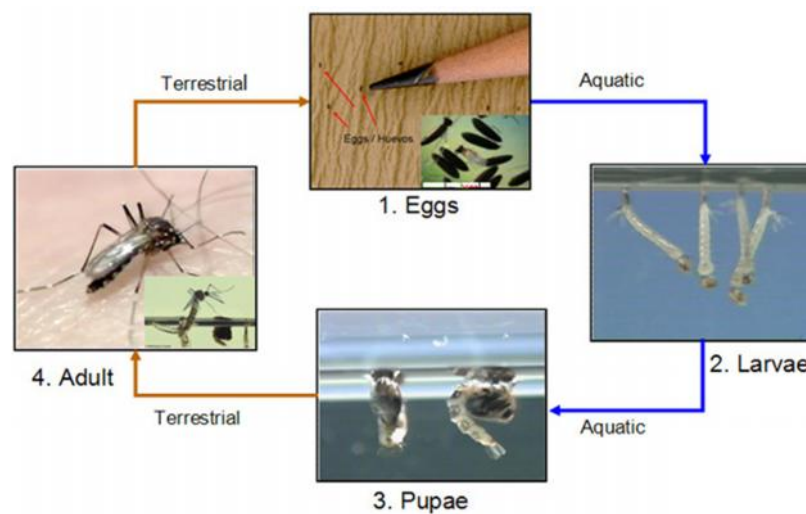 Terrestrial
Aquatic
Eggs / Huevos
1. Eggs
2. Larvae
4. Adult
Terrestrial
Aquatic
3. Pupae